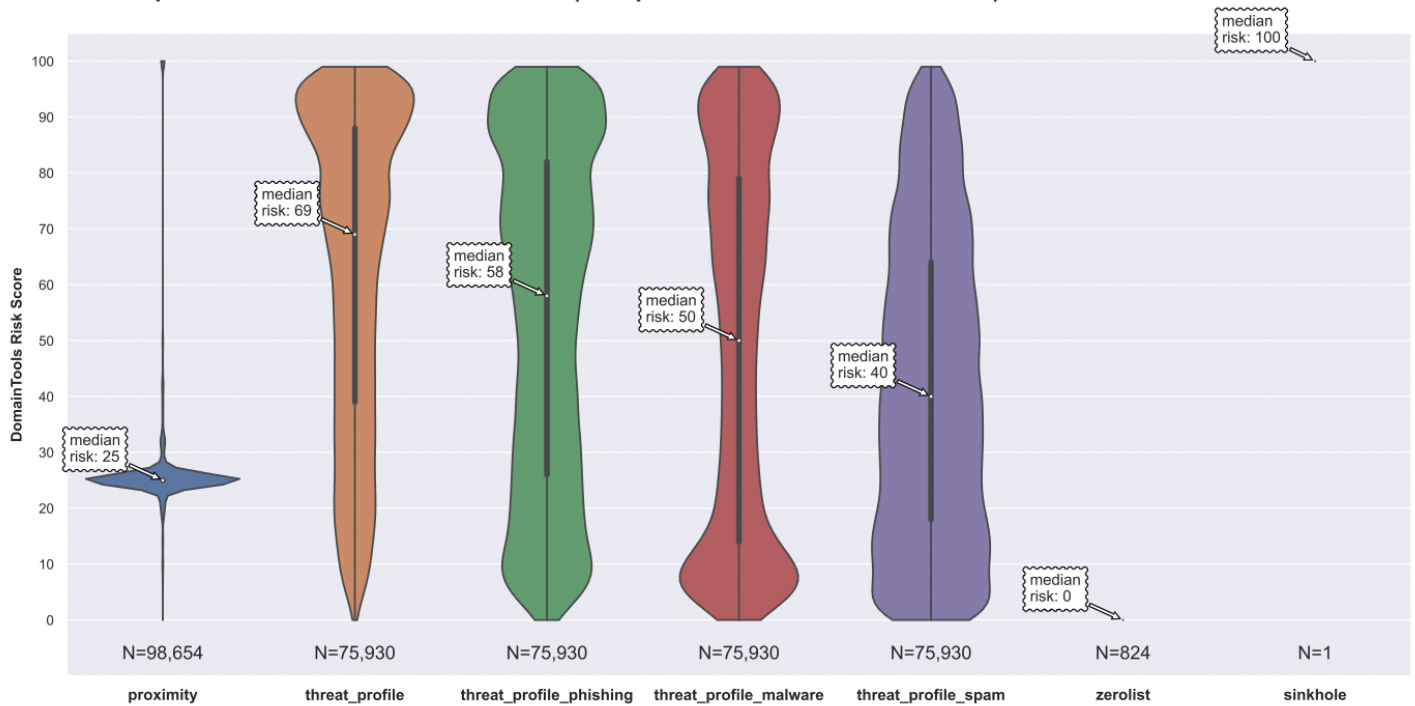 median
risk: 100
100
90
80
70
60
50
40
30
20
10
0
DomainTools Risk Score
median
risk: 25
median
risk: 69
median
risk: 58
median
risk: 50
median
risk: 40
median
risk: 0
N=98,654
N=75,930
N=75,930
N=75,930
N=75,930
N=824
N=1
proximity
threat_profile
threat_profile_phishing
threat_profile_malware
threat_profile_spam
zerolist
sinkhole